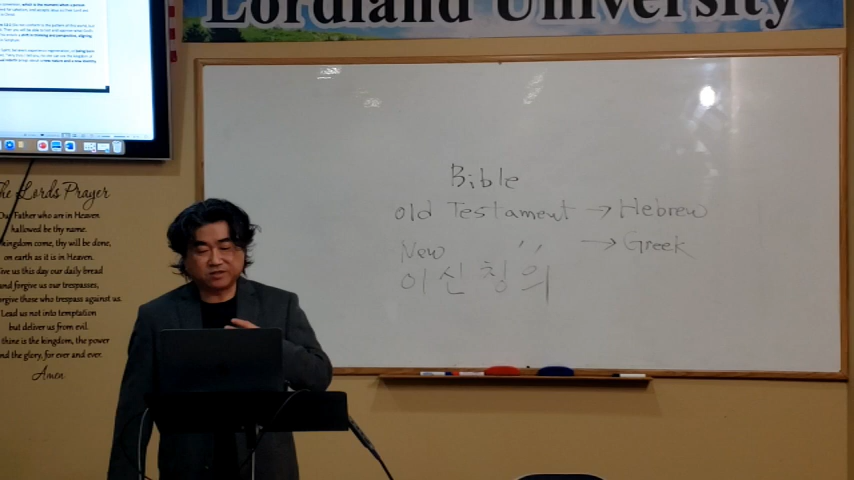 Lordland University
Bible
Old Testament → Hebrew
New " → Greek
이신칭의
The Lords Prayer
Our Father who are in Heaven
hallowed be thy name.
kingdom come, thy will be done,
on earth as it is in Heaven.
Give us this day our daily bread
and forgive us our trespasses,
forgive those who trespass against us.
Lead us not into temptation
but deliver us from evil.
thine is the kingdom, the power
and the glory, for ever and ever.
Amen